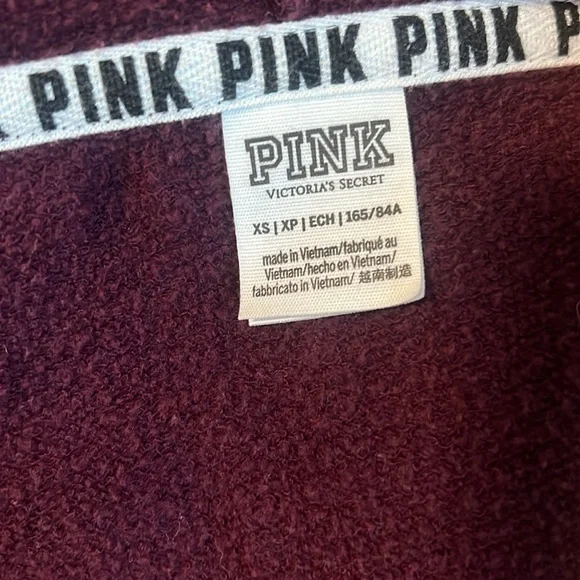 PINK PINK PINK
PINK
VICTORIA'S SECRET
XS | XP | ECH | 165/84A
made in Vietnam/fabriqué au
Vietnam/hecho en Vietnam/
fabbricato in Vietnam/ 越南制造